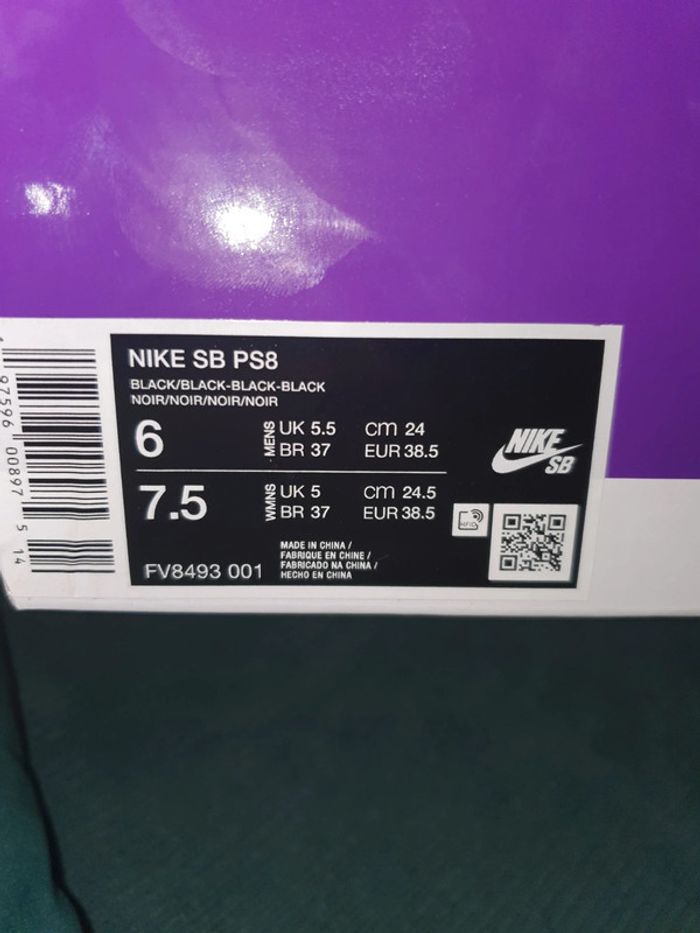 NIKE SB PS8
BLACK/BLACK-BLACK-BLACK
NOIR/NOIR/NOIR/NOIR
6
MENS
UK 5.5
cm 24
BR 37
EUR 38.5
7.5
WMNS
UK 5
cm 24.5
BR 37
EUR 38.5
FV8493 001
MADE IN CHINA /
FABRIQUE EN CHINE /
FABRICADO NA CHINA /
HECHO EN CHINA
NIKE
SB
RFID
97596 00897 5 14